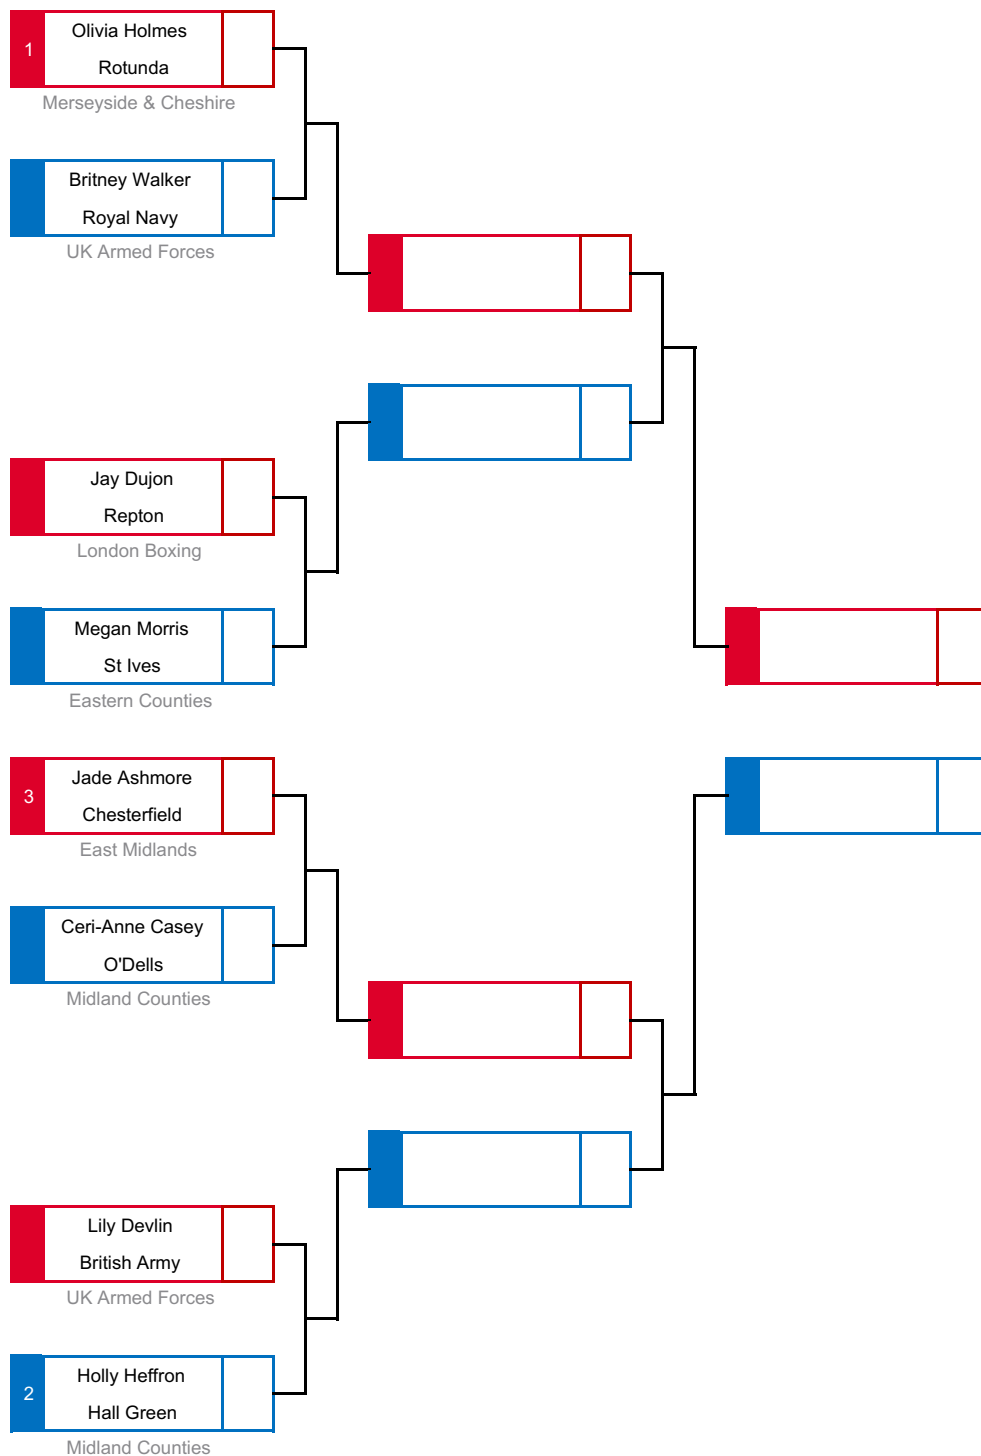 1
Olivia Holmes
Rotunda
Merseyside & Cheshire
Britney Walker
Royal Navy
UK Armed Forces
Jay Dujon
Repton
London Boxing
Megan Morris
St Ives
Eastern Counties
3
Jade Ashmore
Chesterfield
East Midlands
Ceri-Anne Casey
O'Dells
Midland Counties
Lily Devlin
British Army
UK Armed Forces
2
Holly Heffron
Hall Green
Midland Counties